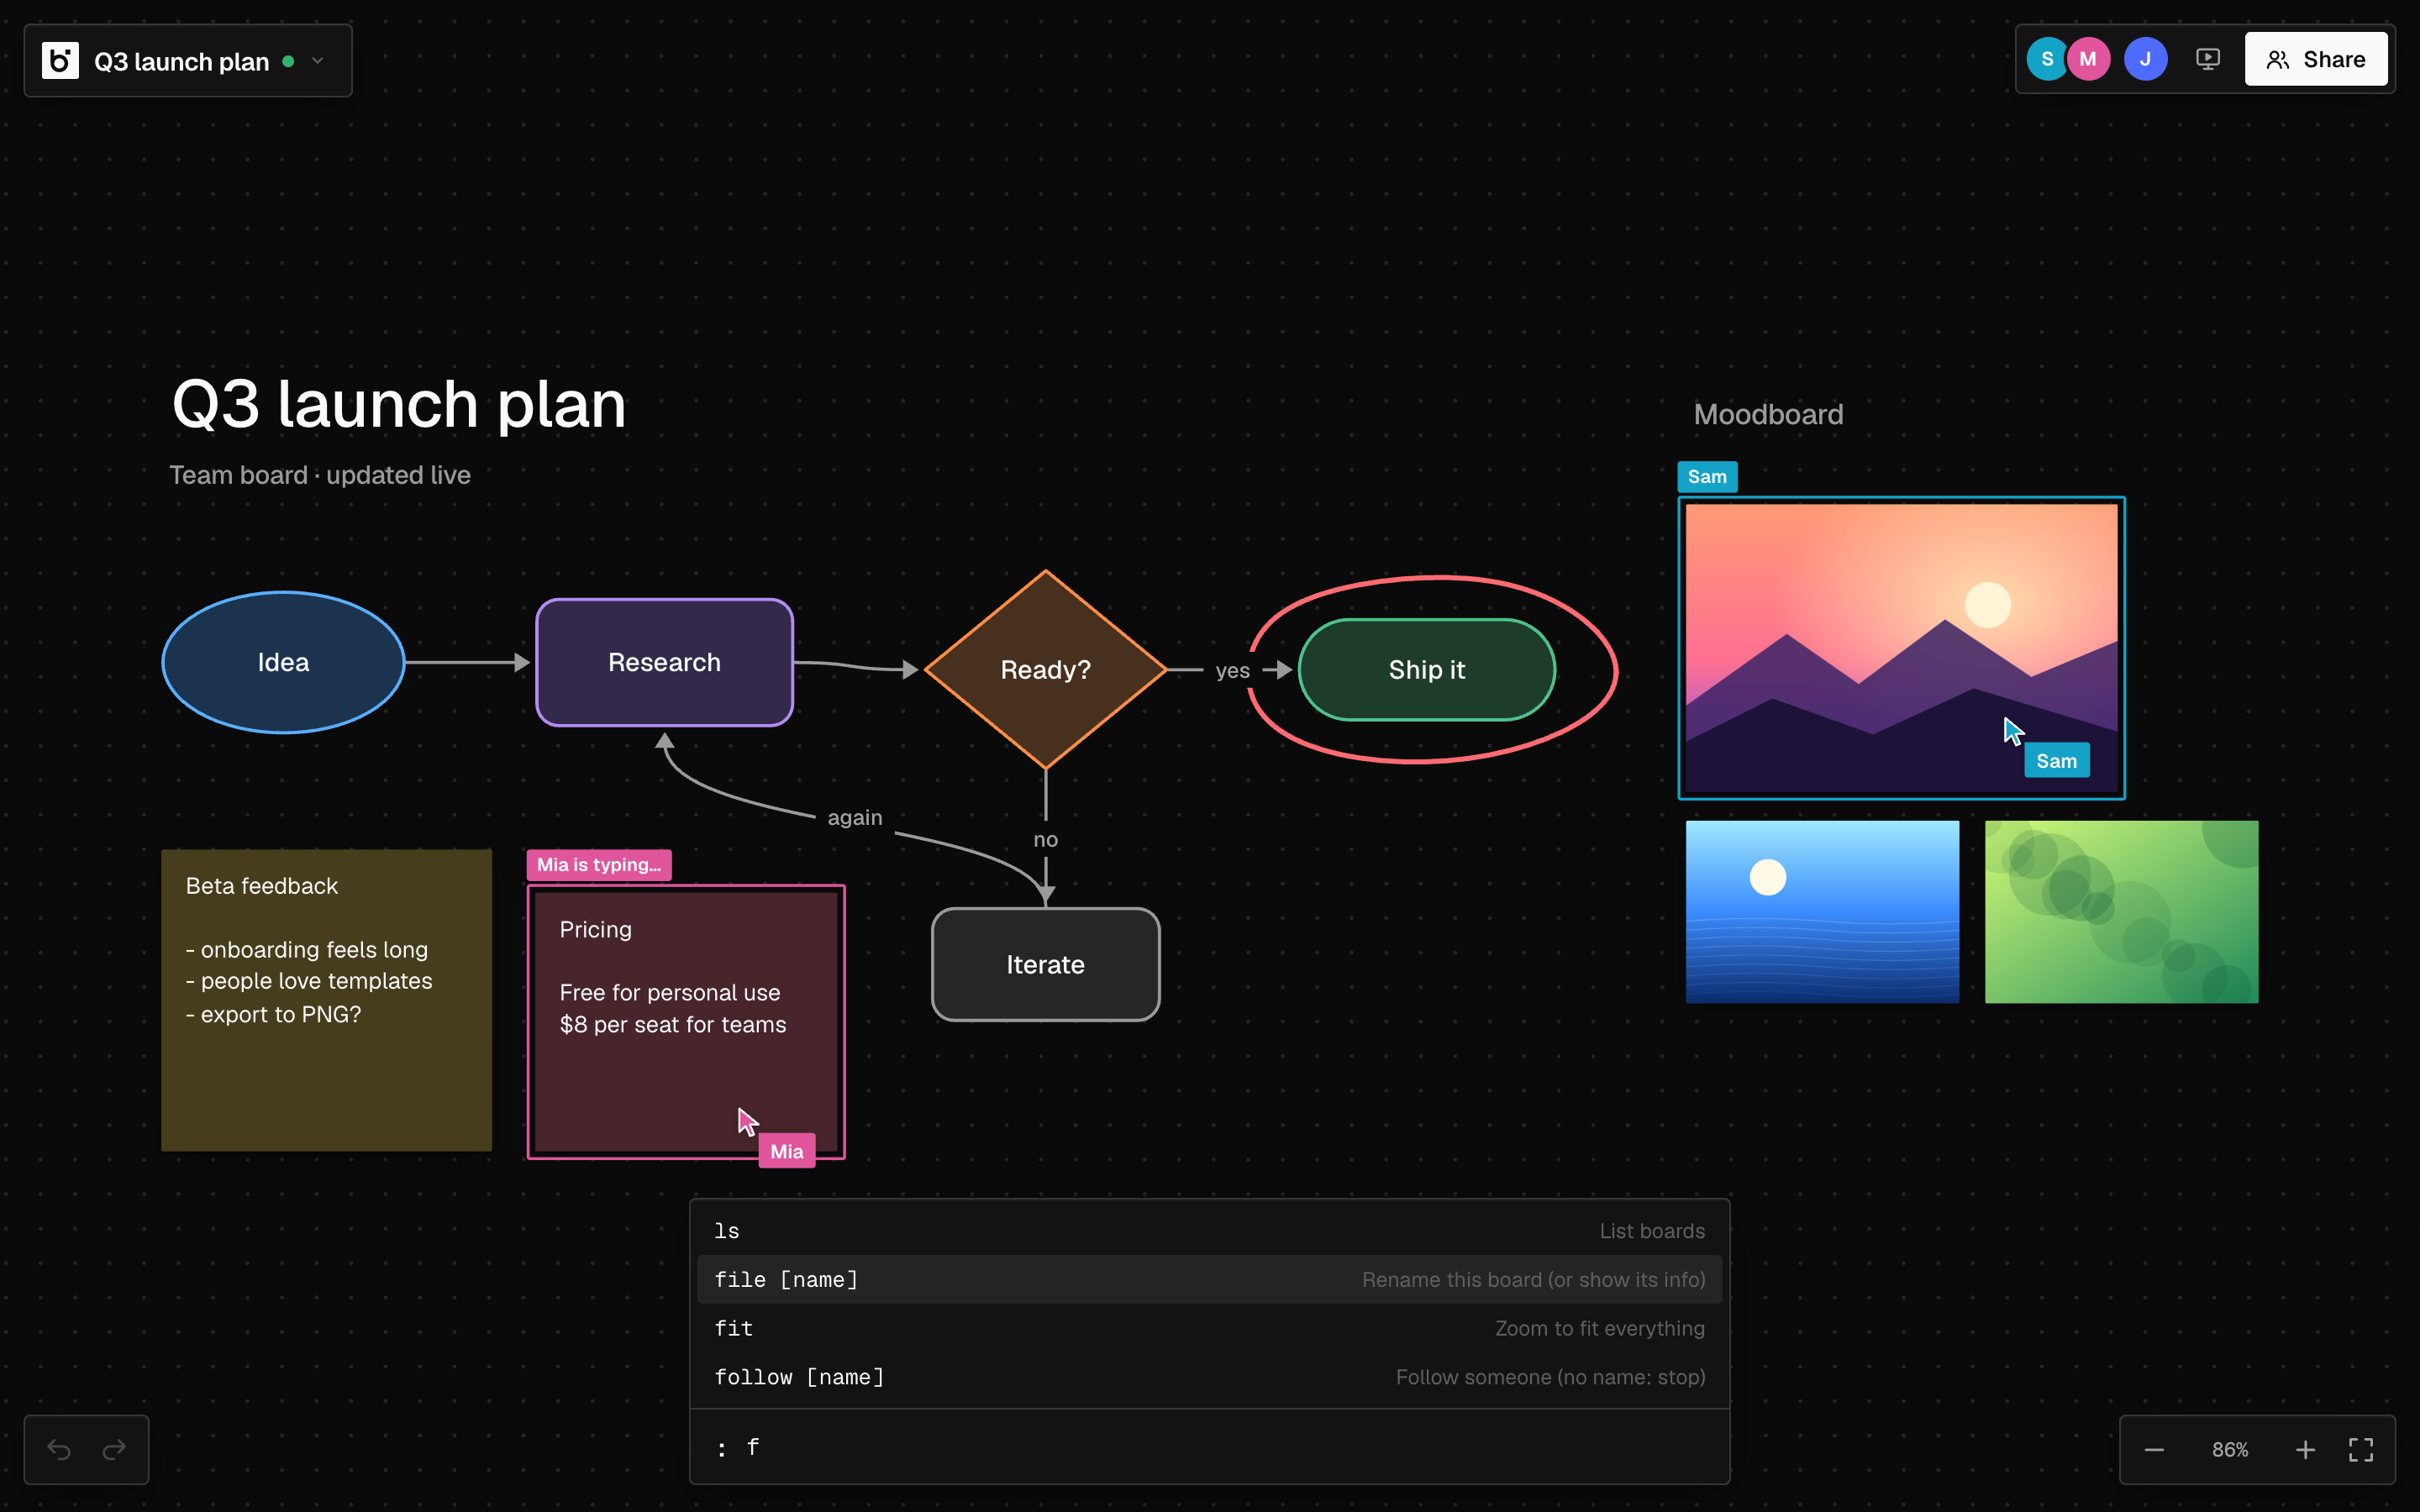 Q3 launch plan
S
M
J
Share
Q3 launch plan
Team board · updated live
Moodboard
Sam
Idea
Research
Ready?
yes
Ship it
Sam
again
no
Beta feedback
- onboarding feels long
- people love templates
- export to PNG?
Mia is typing...
Pricing
Free for personal use
$8 per seat for teams
Mia
Iterate
ls List boards
file [name] Rename this board (or show its info)
fit Zoom to fit everything
follow [name] Follow someone (no name: stop)
: f
86%